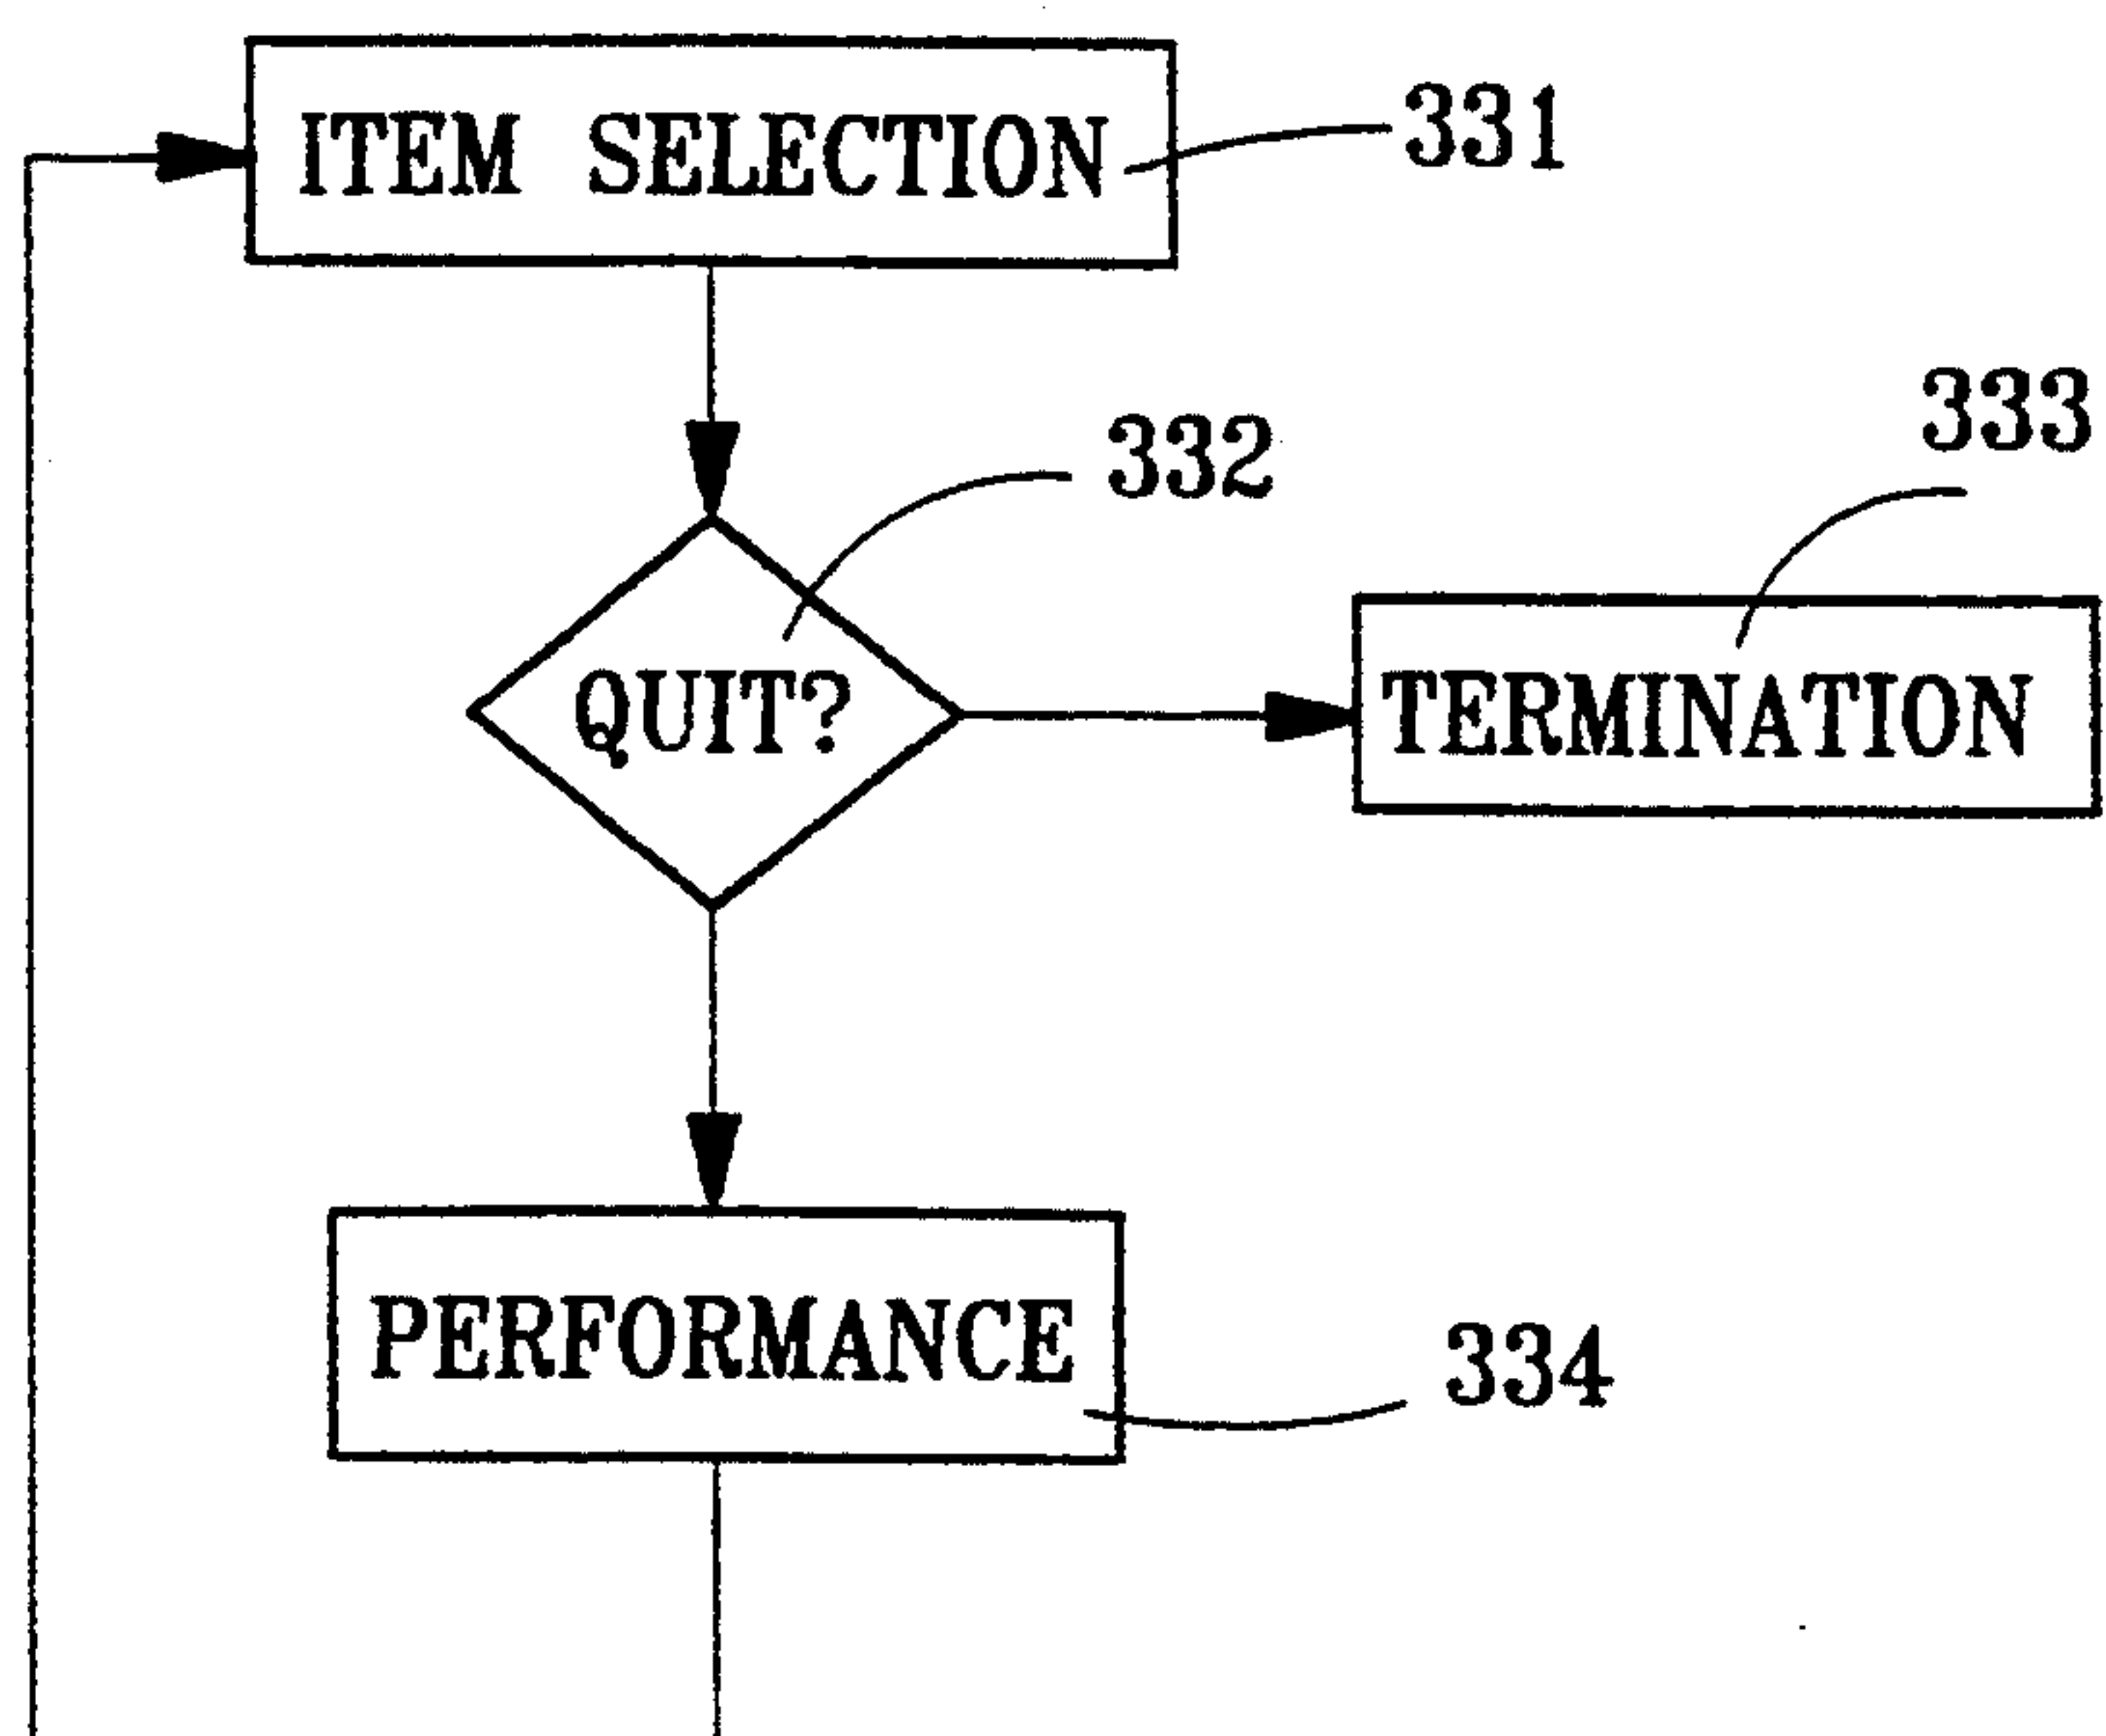 ITEM SELECTION
331
332
333
QUIT?
TERMINATION
PERFORMANCE
334